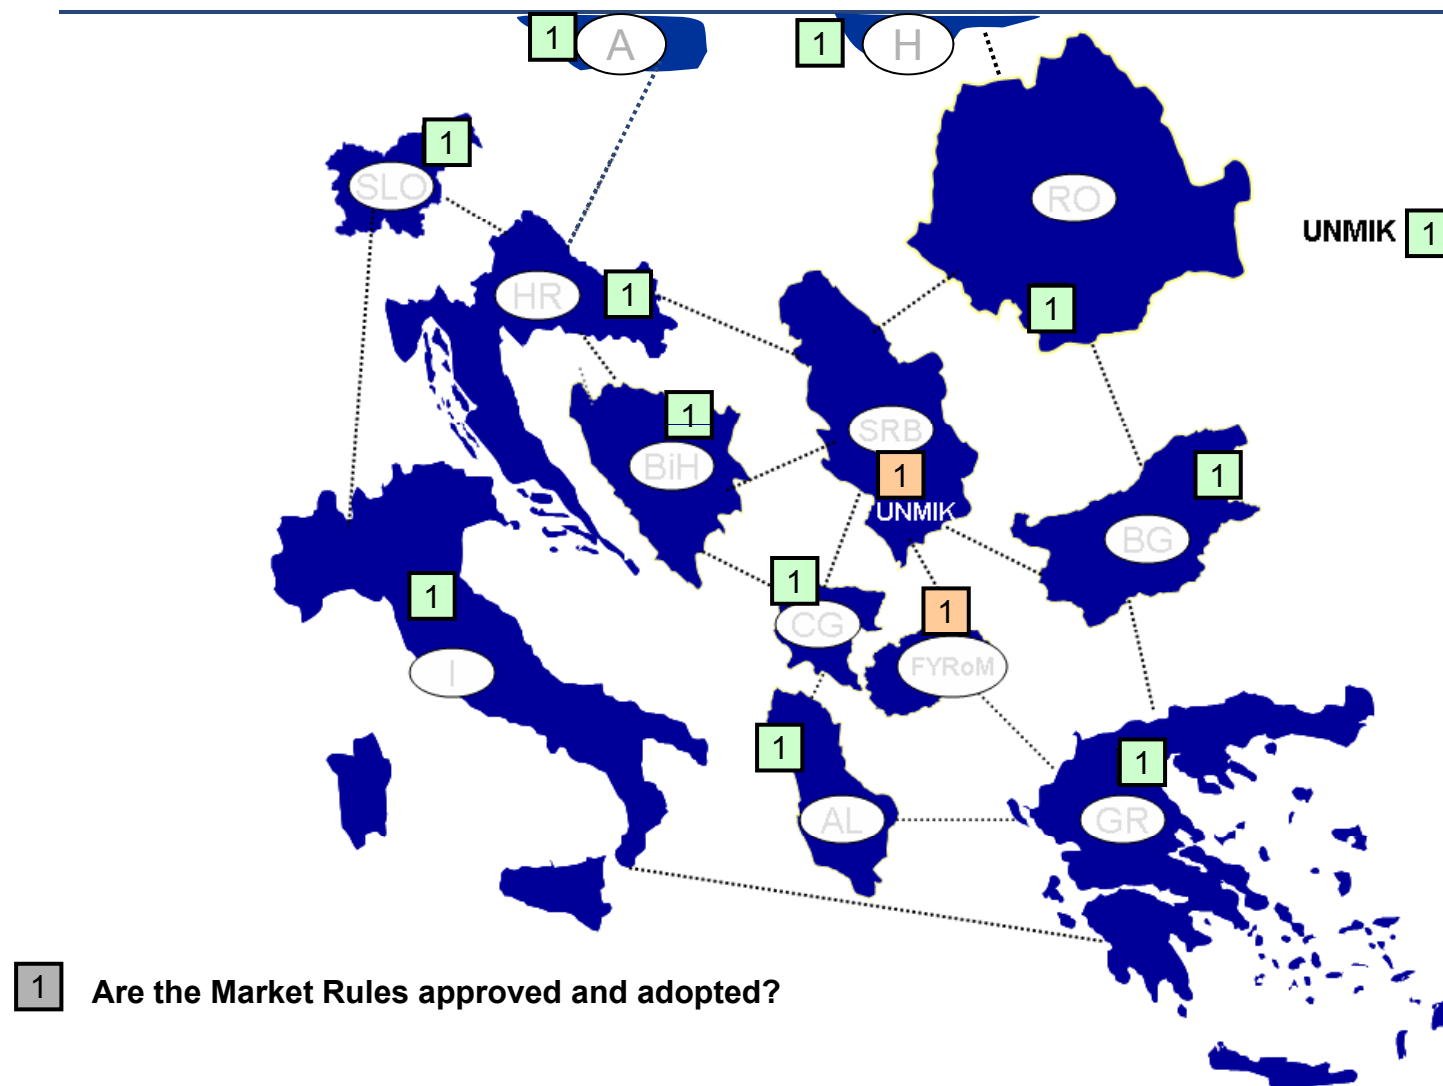 1 A 1 H
1
SLO
RO
UNMIK 1
HR 1
1
1
SRB
BiH
1
1
UNMIK
BG
1
1
1
CG
FYRoM
I
1
1
AL
GR
1 Are the Market Rules approved and adopted?